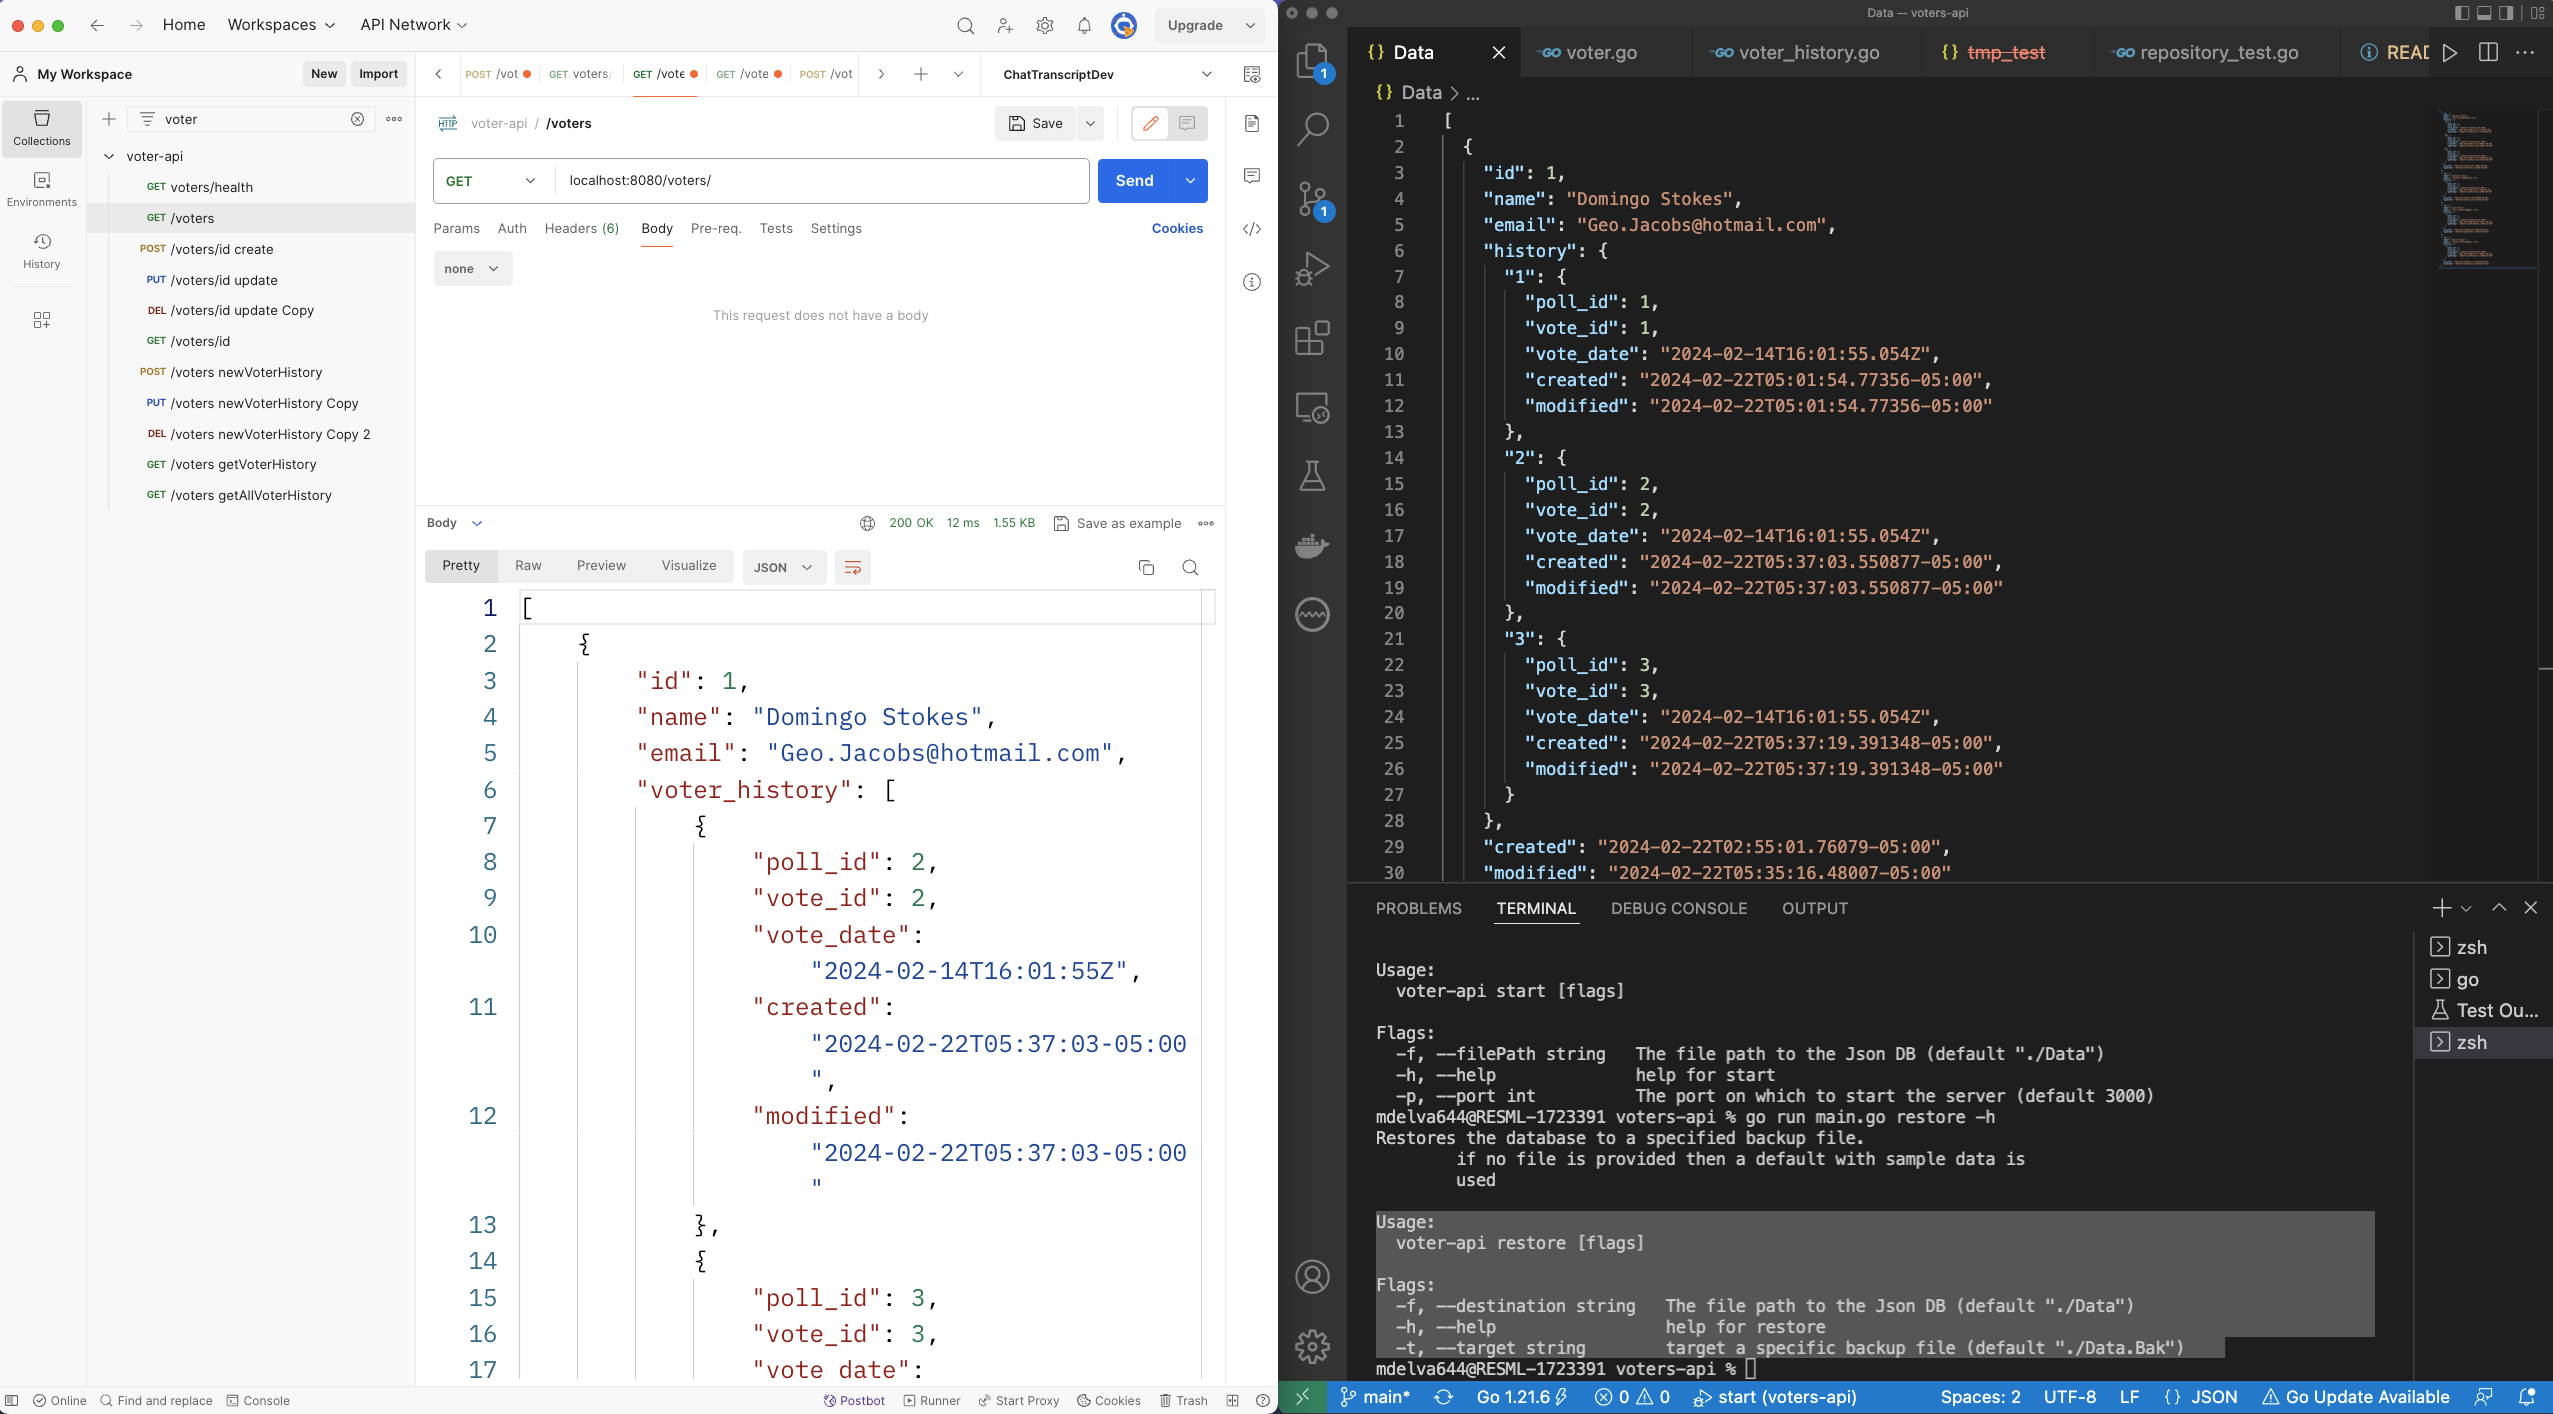 Home
Workspaces
API Network
Upgrade
My Workspace
New
Import
POST /vot
GET voters/
GET /vote
GET /vote
POST /vot
ChatTranscriptDev
Collections
Environments
History
voter
voter-api
GET voters/health
GET /voters
POST /voters/id create
PUT /voters/id update
DEL /voters/id update Copy
GET /voters/id
POST /voters newVoterHistory
PUT /voters newVoterHistory Copy
DEL /voters newVoterHistory Copy 2
GET /voters getVoterHistory
GET /voters getAllVoterHistory
HTTP voter-api / /voters
Save
GET
localhost:8080/voters/
Send
Params
Auth
Headers (6)
Body
Pre-req.
Tests
Settings
Cookies
none
This request does not have a body
Body
200 OK
12 ms
1.55 KB
Save as example
Pretty
Raw
Preview
Visualize
JSON
1 [
2 {
3 "id": 1,
4 "name": "Domingo Stokes",
5 "email": "Geo.Jacobs@hotmail.com",
6 "voter_history": [
7 {
8 "poll_id": 2,
9 "vote_id": 2,
10 "vote_date":
"2024-02-14T16:01:55Z",
11 "created":
"2024-02-22T05:37:03-05:00
",
12 "modified":
"2024-02-22T05:37:03-05:00
"
13 },
14 {
15 "poll_id": 3,
16 "vote_id": 3,
17 "vote_date":
Online
Find and replace
Console
Postbot
Runner
Start Proxy
Cookies
Trash
Data — voters-api
1
1
{} Data
GO voter.go
GO voter_history.go
{} tmp_test
GO repository_test.go
READ
{} Data > ...
1 [
2 {
3 "id": 1,
4 "name": "Domingo Stokes",
5 "email": "Geo.Jacobs@hotmail.com",
6 "history": {
7 "1": {
8 "poll_id": 1,
9 "vote_id": 1,
10 "vote_date": "2024-02-14T16:01:55.054Z",
11 "created": "2024-02-22T05:01:54.77356-05:00",
12 "modified": "2024-02-22T05:01:54.77356-05:00"
13 },
14 "2": {
15 "poll_id": 2,
16 "vote_id": 2,
17 "vote_date": "2024-02-14T16:01:55.054Z",
18 "created": "2024-02-22T05:37:03.550877-05:00",
19 "modified": "2024-02-22T05:37:03.550877-05:00"
20 },
21 "3": {
22 "poll_id": 3,
23 "vote_id": 3,
24 "vote_date": "2024-02-14T16:01:55.054Z",
25 "created": "2024-02-22T05:37:19.391348-05:00",
26 "modified": "2024-02-22T05:37:19.391348-05:00"
27 }
28 },
29 "created": "2024-02-22T02:55:01.76079-05:00",
30 "modified": "2024-02-22T05:35:16.48007-05:00"
PROBLEMS
TERMINAL
DEBUG CONSOLE
OUTPUT
zsh
go
Test Ou...
zsh
Usage:
voter-api start [flags]
Flags:
-f, --filePath string The file path to the Json DB (default "./Data")
-h, --help help for start
-p, --port int The port on which to start the server (default 3000)
mdelva644@RESML-1723391 voters-api % go run main.go restore -h
Restores the database to a specified backup file.
if no file is provided then a default with sample data is
used
Usage:
voter-api restore [flags]
Flags:
-f, --destination string The file path to the Json DB (default "./Data")
-h, --help help for restore
-t, --target string target a specific backup file (default "./Data.Bak")
mdelva644@RESML-1723391 voters-api %
main*
Go 1.21.6
0
0
start (voters-api)
Spaces: 2
UTF-8
LF
{} JSON
Go Update Available